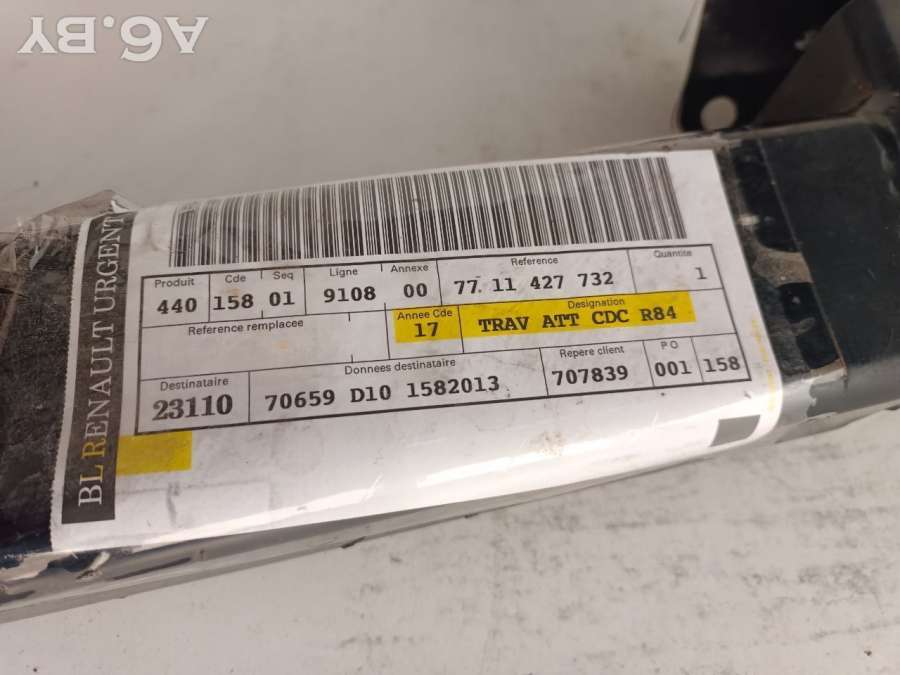 A6.BY
BL RENAULT URGENT
Produit Cde Seq Ligne Annexe Reference Quantite
440 158 01 9108 00 77 11 427 732 1
Reference remplacee Annee Cde Designation
17 TRAV ATT CDC R84
Destinataire Donnees destinataire Repère client P O
23110 70659 D10 1582013 707839 001 158